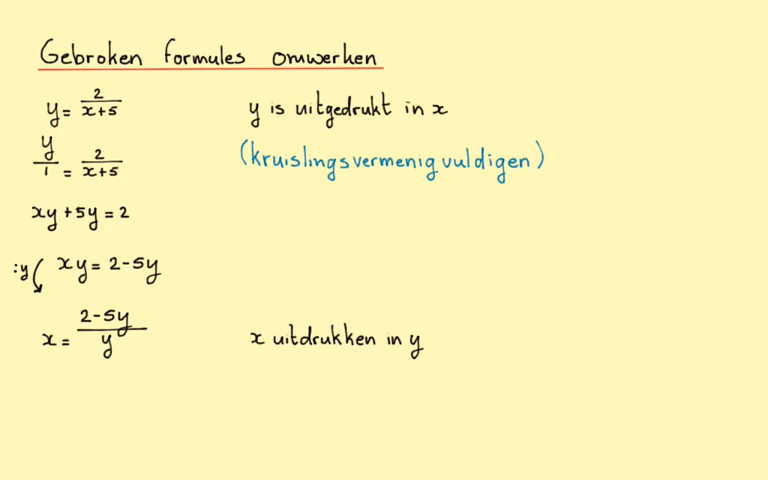 Gebroken formules omwerken
y = 2/(x+5) y is uitgedrukt in x
y/1 = 2/(x+5) (kruislingsvermenigvuldigen)
xy + 5y = 2
:y xy = 2 - 5y
x = (2-5y)/y x uitdrukken in y